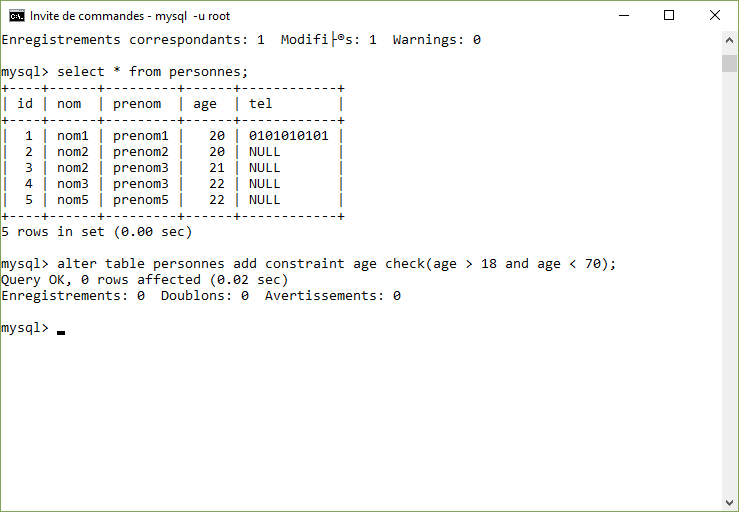 Invite de commandes - mysql  -u root
Enregistrements correspondants: 1  Modifi├®s: 1  Warnings: 0
mysql> select * from personnes;
+----+------+---------+------+------------+
| id | nom  | prenom  | age  | tel        |
+----+------+---------+------+------------+
|  1 | nom1 | prenom1 |   20 | 0101010101 |
|  2 | nom2 | prenom2 |   20 | NULL       |
|  3 | nom2 | prenom3 |   21 | NULL       |
|  4 | nom3 | prenom3 |   22 | NULL       |
|  5 | nom5 | prenom5 |   22 | NULL       |
+----+------+---------+------+------------+
5 rows in set (0.00 sec)
mysql> alter table personnes add constraint age check(age > 18 and age < 70);
Query OK, 0 rows affected (0.02 sec)
Enregistrements: 0  Doublons: 0  Avertissements: 0
mysql>